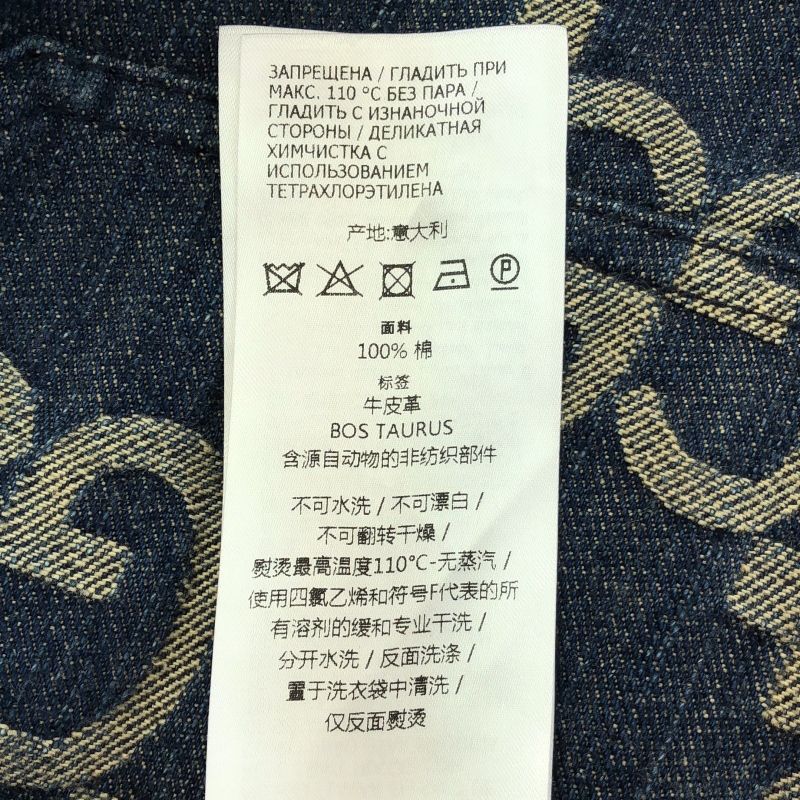 ЗАПРЕЩЕНА / ГЛАДИТЬ ПРИ
МАКС. 110 °C БЕЗ ПАРА /
ГЛАДИТЬ С ИЗНАНОЧНОЙ
СТОРОНЫ / ДЕЛИКАТНАЯ
ХИМЧИСТКА С
ИСПОЛЬЗОВАНИЕМ
ТЕТРАХЛОРЭТИЛЕНА
产地:意大利
P
面料
100% 棉
标签
牛皮革
BOS TAURUS
含源自动物的非纺织部件
不可水洗 / 不可漂白 /
不可翻转干燥 /
熨烫最高温度110°C-无蒸汽 /
使用四氯乙烯和符号F代表的所
有溶剂的缓和专业干洗 /
分开水洗 / 反面洗涤 /
置于洗衣袋中清洗 /
仅反面熨烫